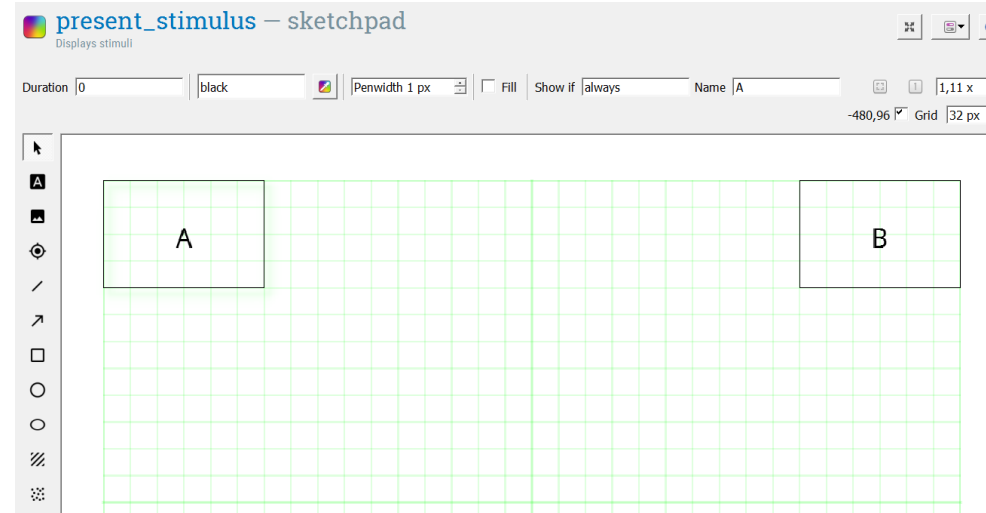 present_stimulus – sketchpad
Displays stimuli
Duration 0 black Penwidth 1 px Fill Show if always Name A 1 1,11 x
-480,96 Grid 32 px
A
A B